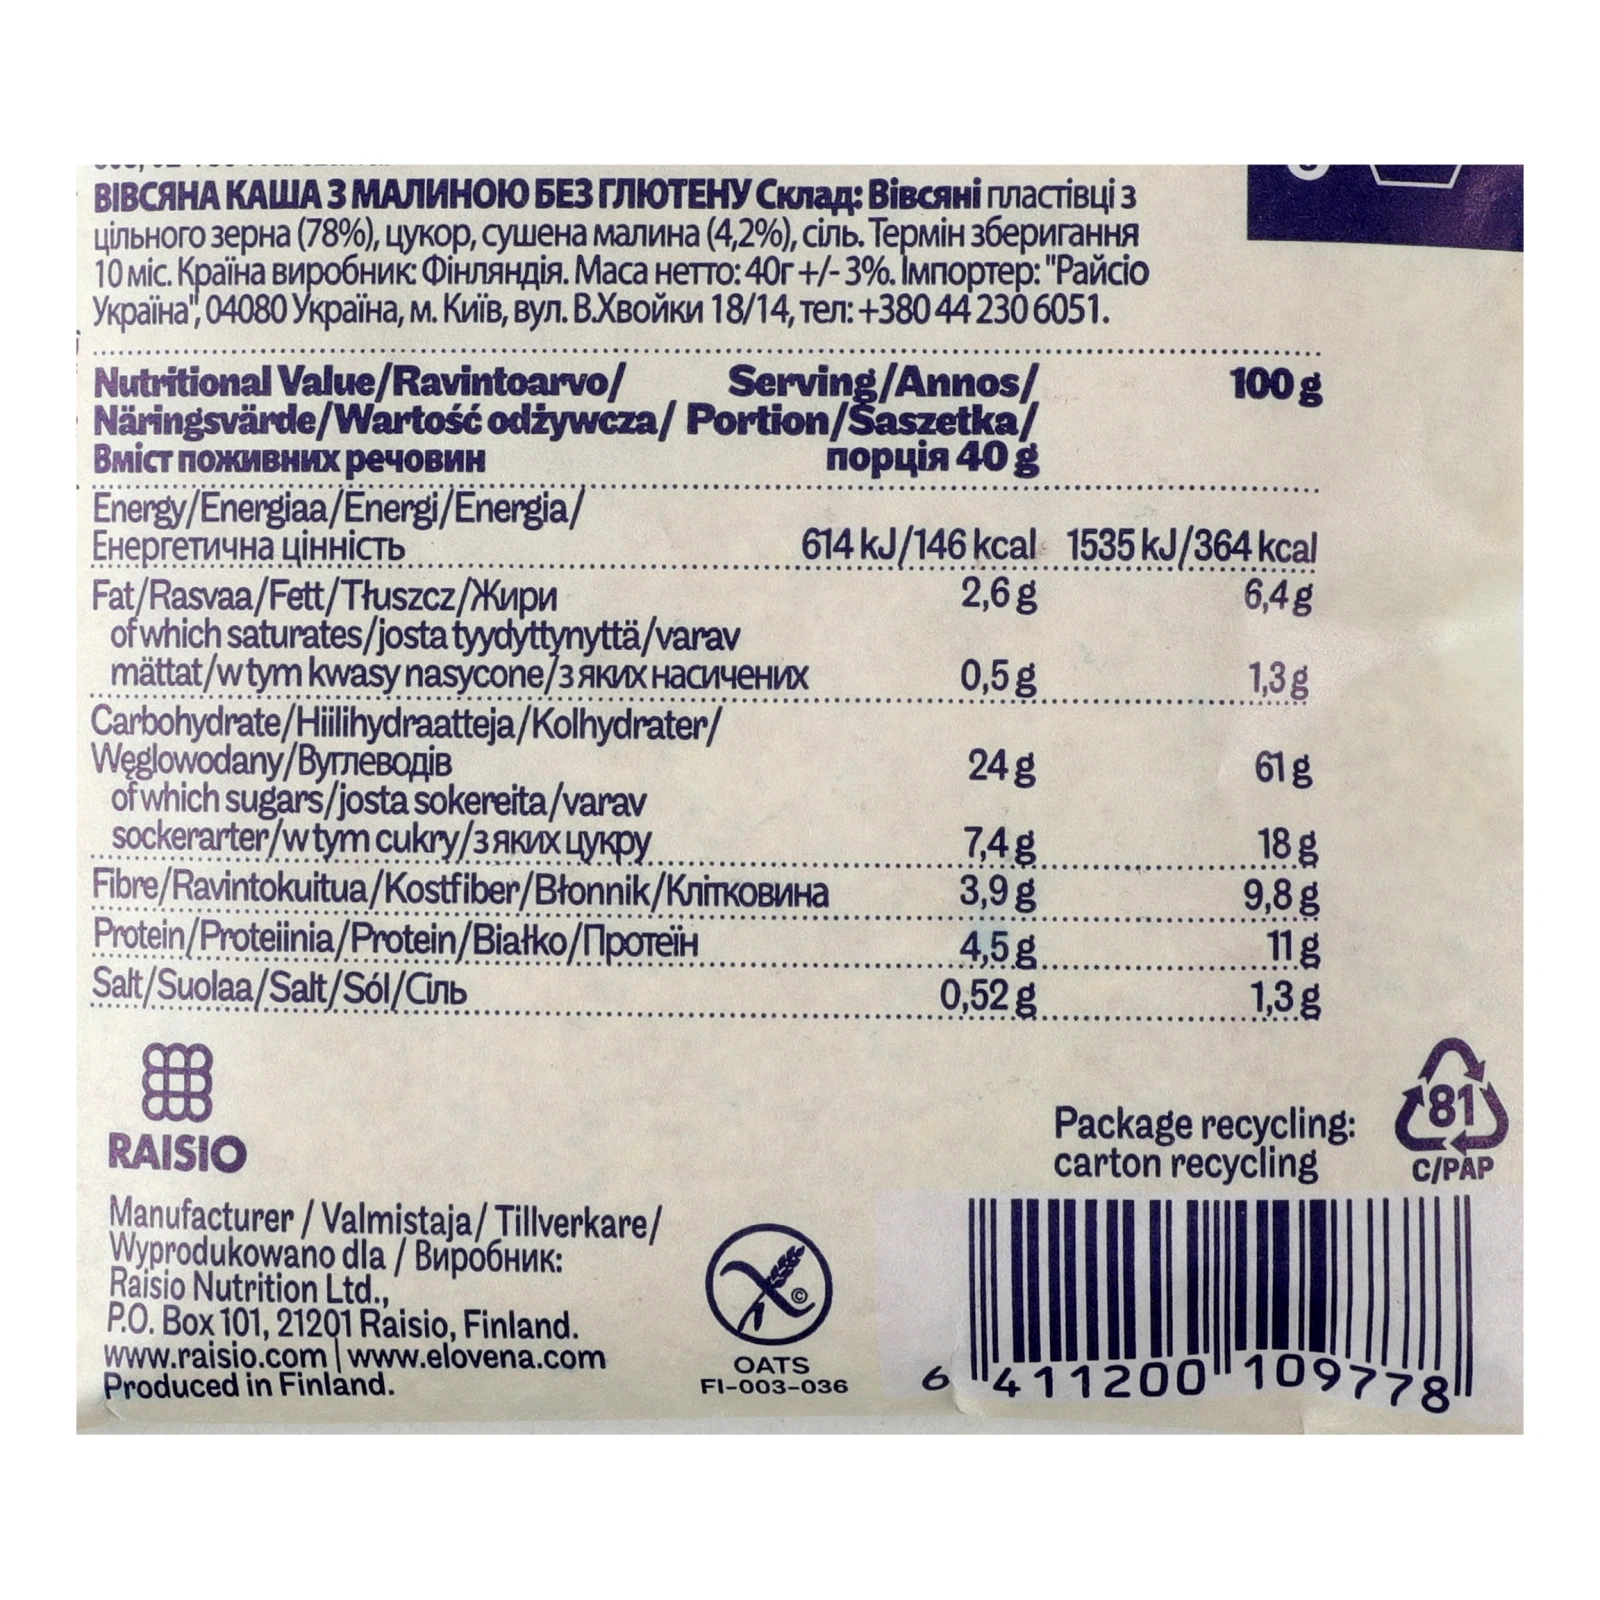 ВІВСЯНА КАША З МАЛИНОЮ БЕЗ ГЛЮТЕНУ Склад: Вівсяні пластівці з
цільного зерна (78%), цукор, сушена малина (4,2%), сіль. Термін зберигання
10 міс. Країна виробник: Фінляндія. Маса нетто: 40г +/- 3%. Імпортер: "Райсіо
Україна", 04080 Україна, м. Київ, вул. В.Хвойки 18/14, тел: +380 44 230 6051.
Nutritional Value/Ravintoarvo/ Serving/Annos/ 100 g
Näringsvärde/Wartość odżywcza/ Portion/Saszetka/
Вміст поживних речовин порція 40 g
Energy/Energiaa/Energi/Energia/
Енергетична цінність 614 kJ/146 kcal 1535 kJ/364 kcal
Fat/Rasvaa/Fett/Tłuszcz/Жири 2,6 g 6,4 g
of which saturates/josta tyydyttynyttä/varav
mättat/w tym kwasy nasycone/з яких насичених 0,5 g 1,3 g
Carbohydrate/Hiilihydraatteja/Kolhydrater/
Węglowodany/Вуглеводів 24 g 61 g
of which sugars/josta sokereita/varav
sockerarter/w tym cukry/з яких цукру 7,4 g 18 g
Fibre/Ravintokuitua/Kostfiber/Błonnik/Клітковина 3,9 g 9,8 g
Protein/Proteiinia/Protein/Białko/Протеїн 4,5 g 11 g
Salt/Suolaa/Salt/Sól/Сіль 0,52 g 1,3 g
RAISIO
Package recycling:
carton recycling
81
C/PAP
Manufacturer / Valmistaja/ Tillverkare/
Wyprodukowano dla / Виробник:
Raisio Nutrition Ltd.,
P.O. Box 101, 21201 Raisio, Finland.
www.raisio.com | www.elovena.com
Produced in Finland.
©
OATS
FI-003-036
6 411200 109778